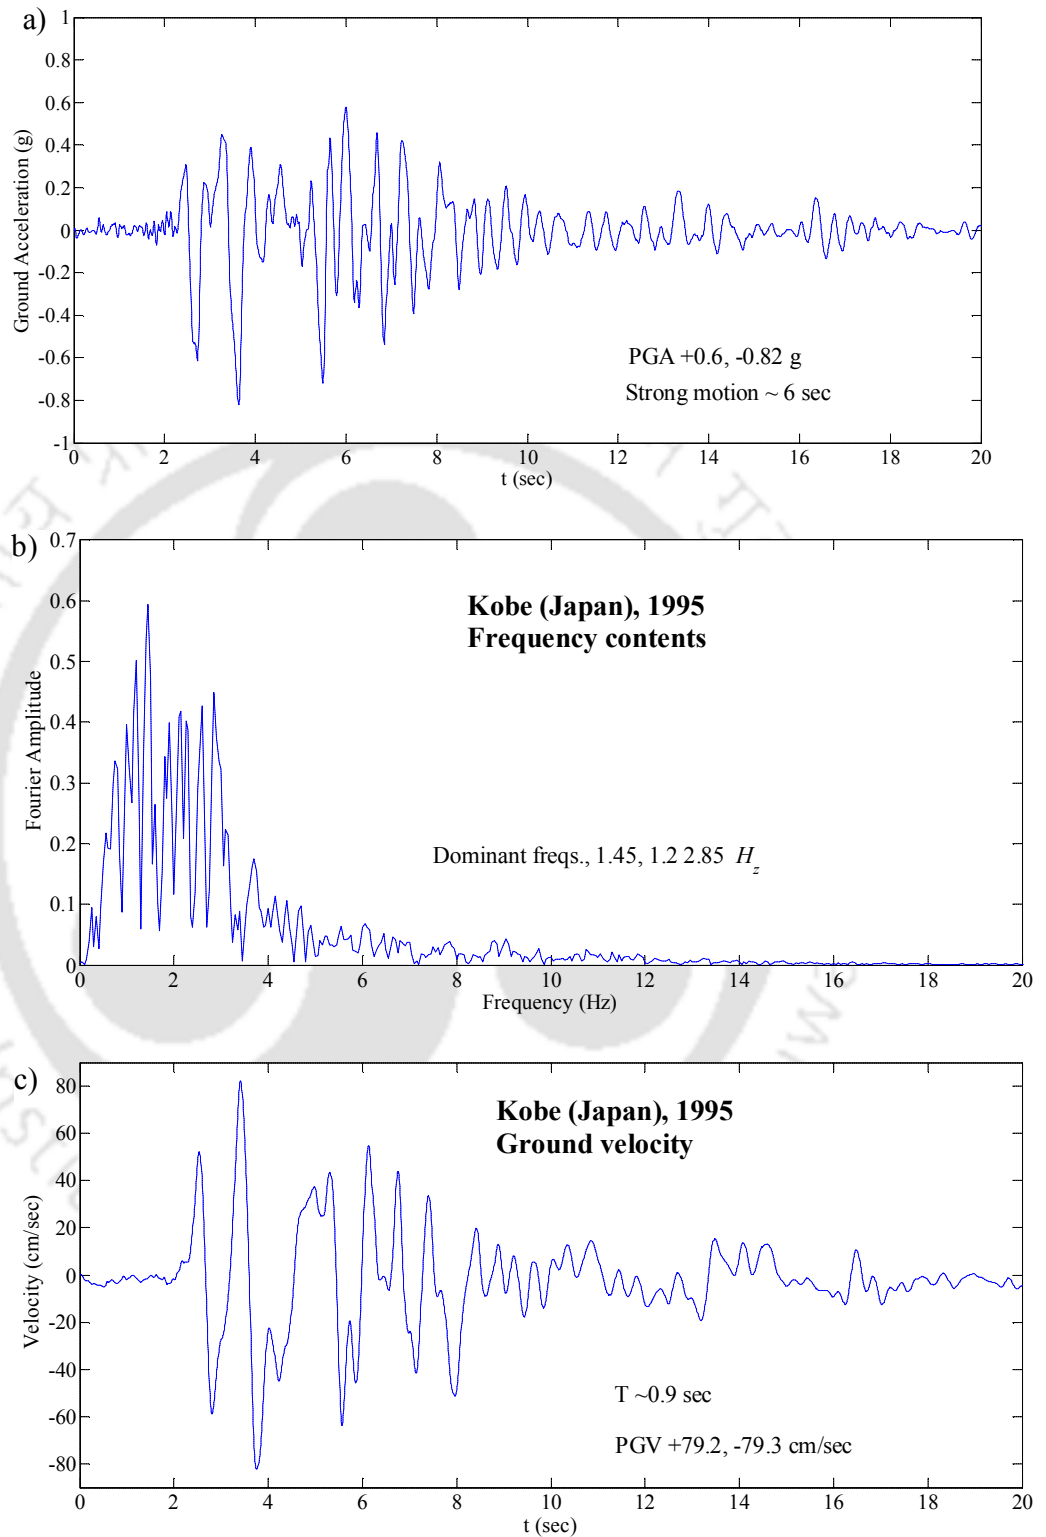 a)
1
0.8
0.6
0.4
0.2
0
-0.2
-0.4
-0.6
-0.8
-1
Ground Acceleration (g)
PGA +0.6, -0.82 g
Strong motion ~ 6 sec
0 2 4 6 8 10 12 14 16 18 20
t (sec)
b)
0.7
0.6
0.5
0.4
0.3
0.2
0.1
0
Fourier Amplitude
Kobe (Japan), 1995
Frequency contents
Dominant freqs., 1.45, 1.2 2.85 Hz
0 2 4 6 8 10 12 14 16 18 20
Frequency (Hz)
c)
80
60
40
20
0
-20
-40
-60
-80
Velocity (cm/sec)
Kobe (Japan), 1995
Ground velocity
T ~0.9 sec
PGV +79.2, -79.3 cm/sec
0 2 4 6 8 10 12 14 16 18 20
t (sec)